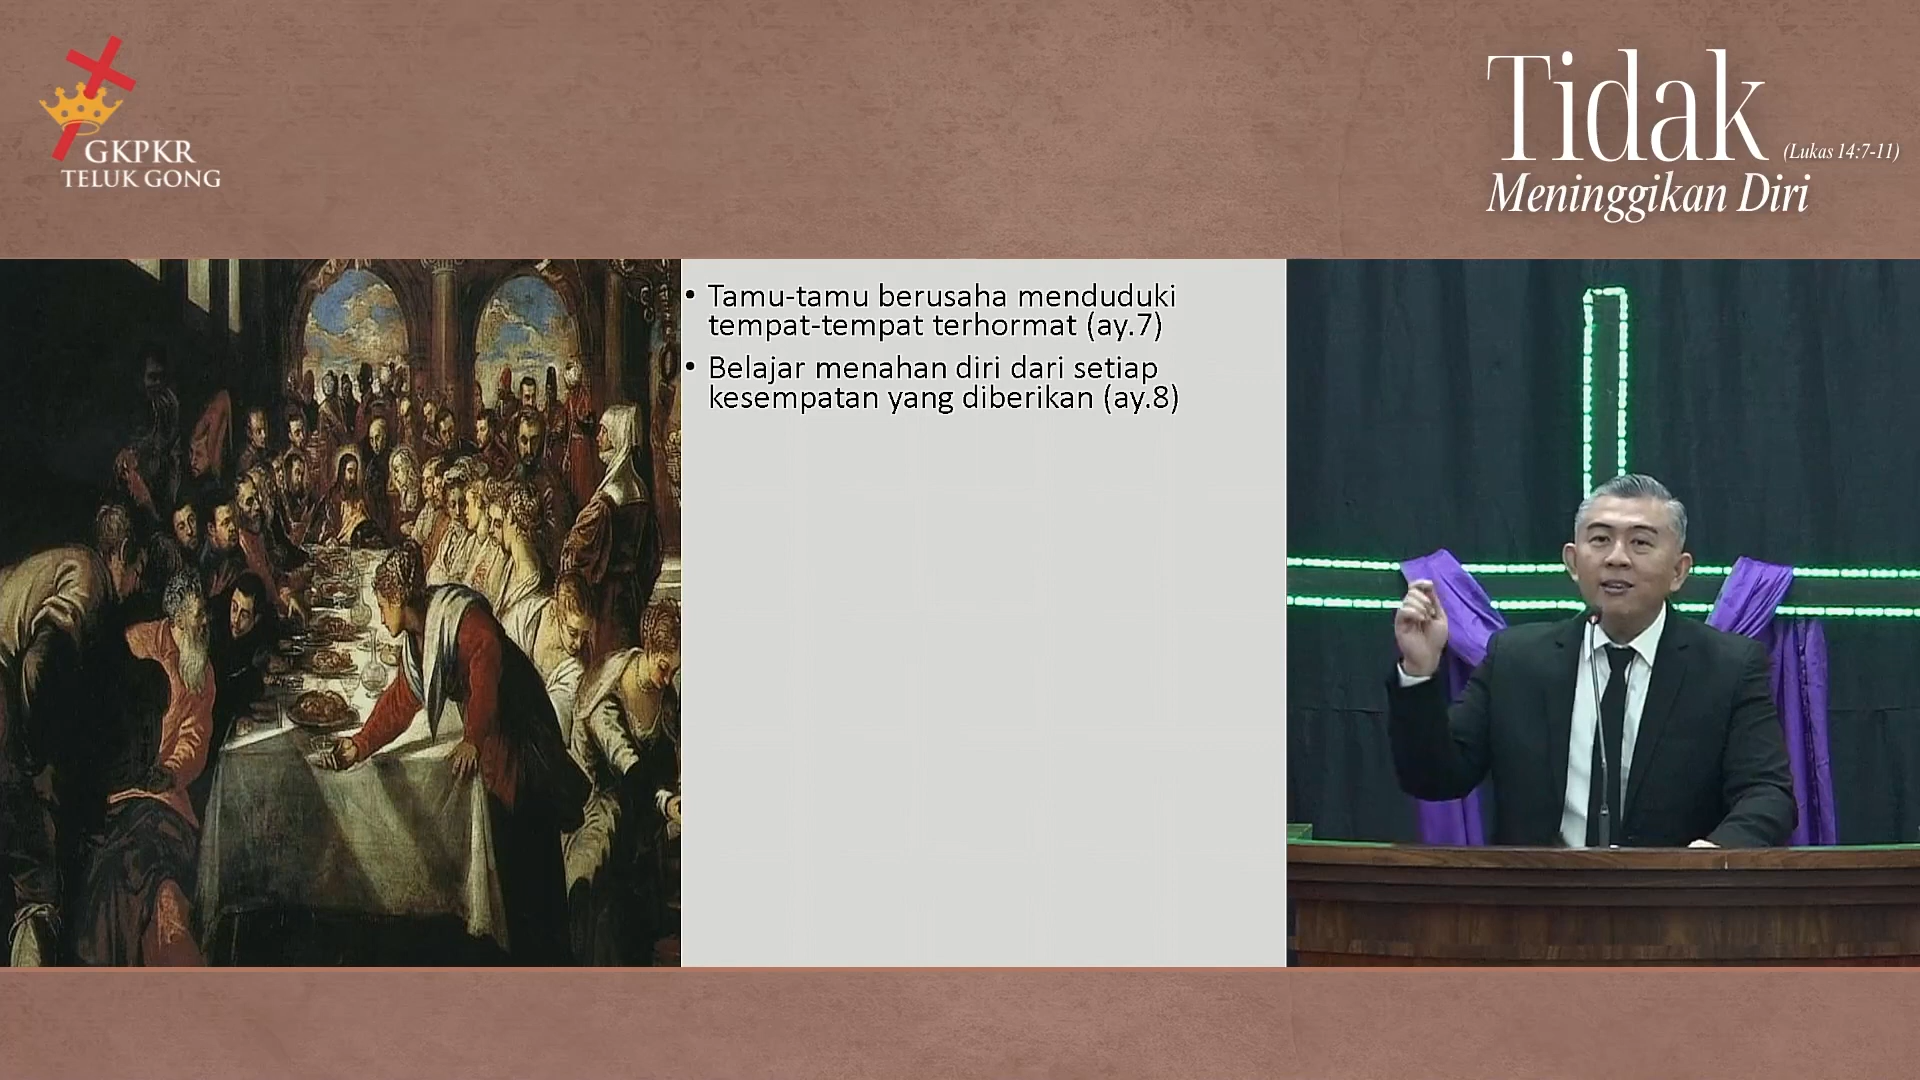 GKPKR
TELUK GONG
Tidak
(Lukas 14:7-11)
Meninggikan Diri
• Tamu-tamu berusaha menduduki
tempat-tempat terhormat (ay.7)
• Belajar menahan diri dari setiap
kesempatan yang diberikan (ay.8)